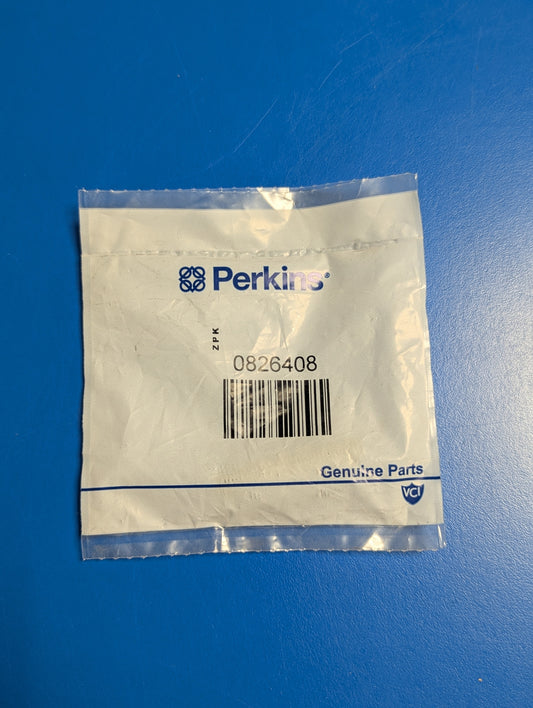 Perkins®
ZPK
0826408
Genuine Parts
VCI